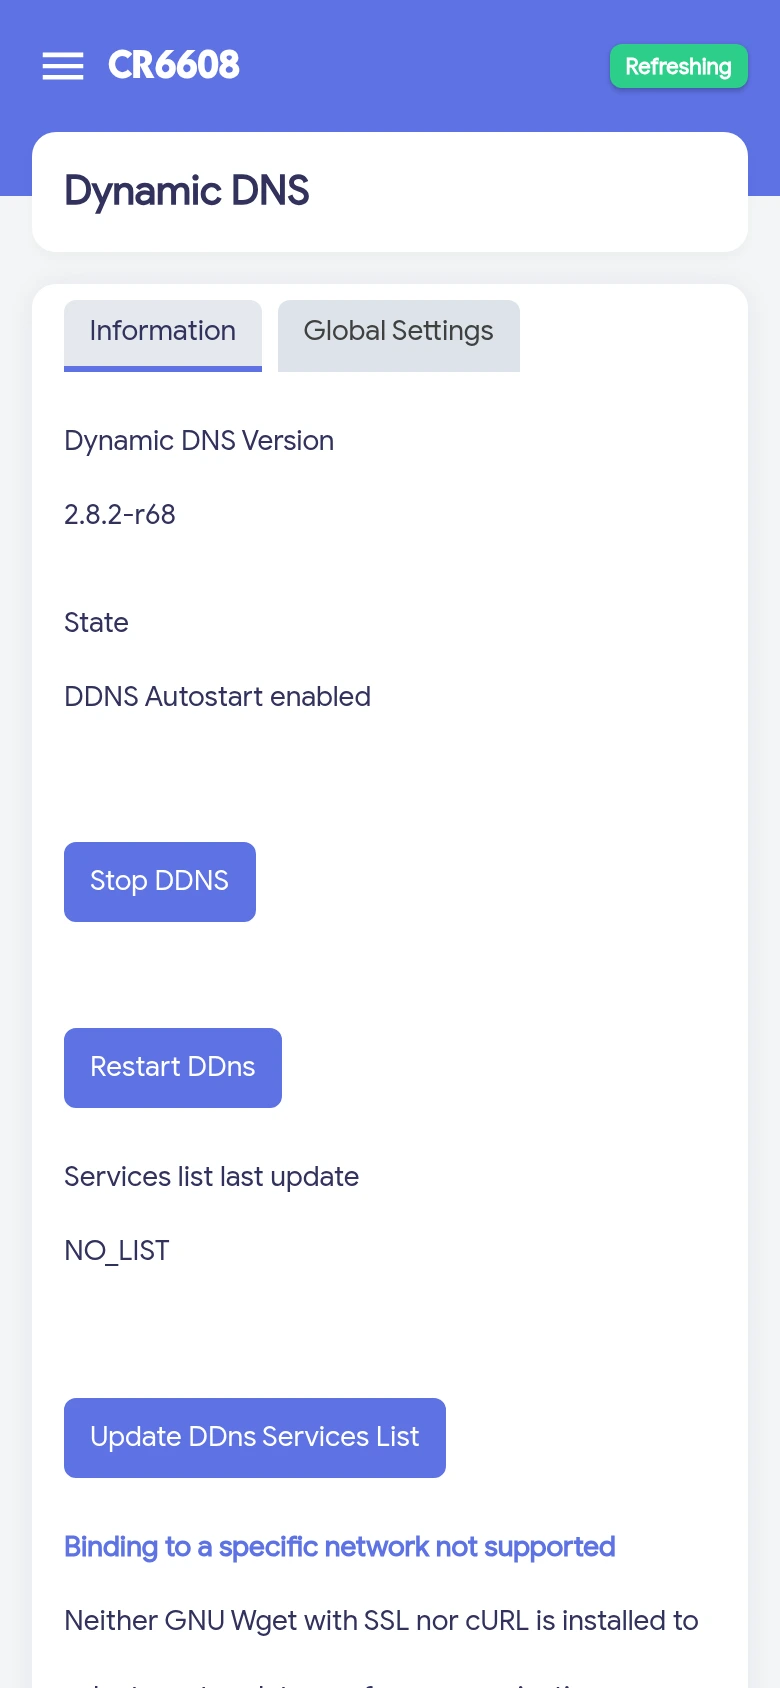 CR6608
Refreshing
Dynamic DNS
Information
Global Settings
Dynamic DNS Version
2.8.2-r68
State
DDNS Autostart enabled
Stop DDNS
Restart DDns
Services list last update
NO_LIST
Update DDns Services List
Binding to a specific network not supported
Neither GNU Wget with SSL nor cURL is installed to